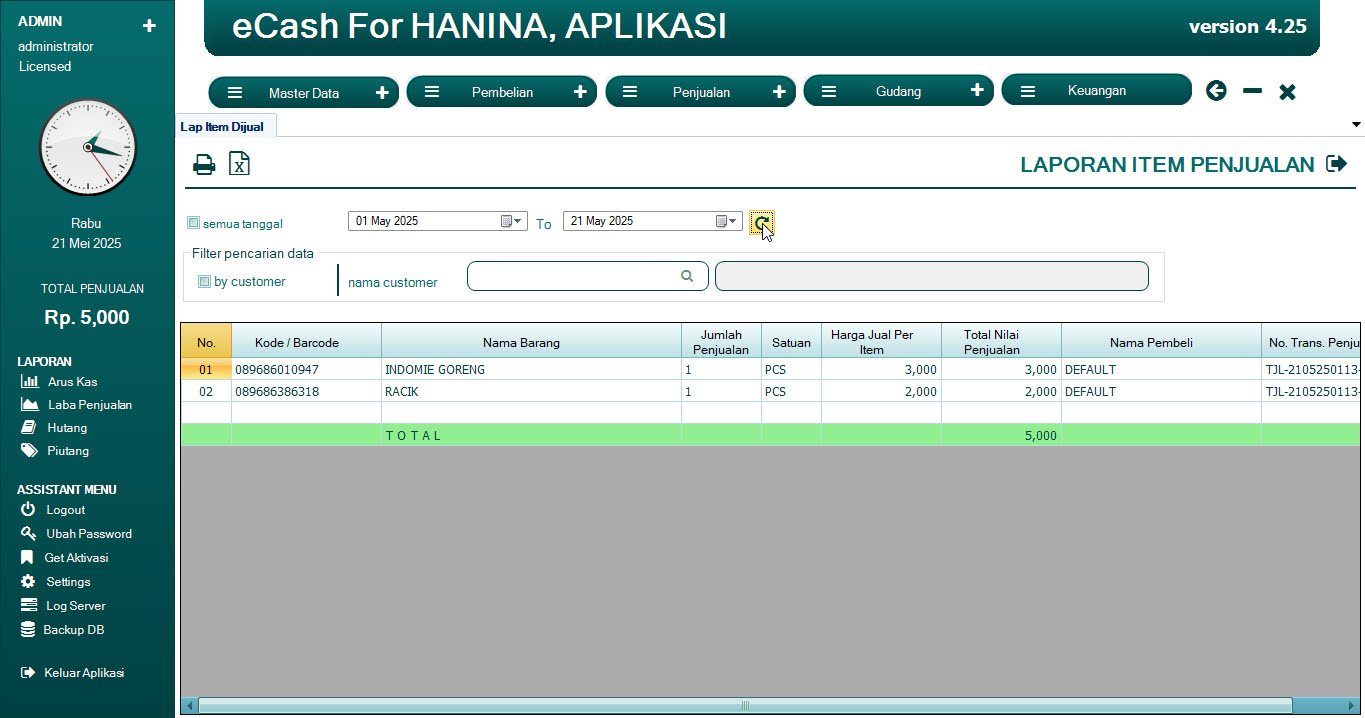 ADMIN
administrator
Licensed
Rabu
21 Mei 2025
TOTAL PENJUALAN
Rp. 5,000
LAPORAN
Arus Kas
Laba Penjualan
Hutang
Piutang
ASSISTANT MENU
Logout
Ubah Password
Get Aktivasi
Settings
Log Server
Backup DB
Keluar Aplikasi
eCash For HANINA, APLIKASI
version 4.25
Master Data
Pembelian
Penjualan
Gudang
Keuangan
Lap Item Dijual
LAPORAN ITEM PENJUALAN
semua tanggal
01 May 2025
To
21 May 2025
Filter pencarian data
by customer
nama customer
No. Kode / Barcode Nama Barang Jumlah Penjualan Satuan Harga Jual Per Item Total Nilai Penjualan Nama Pembeli No. Trans. Penju
01 089686010947 INDOMIE GORENG 1 PCS 3,000 3,000 DEFAULT TJL-2105250113-
02 089686386318 RACIK 1 PCS 2,000 2,000 DEFAULT TJL-2105250113-
T O T A L 5,000